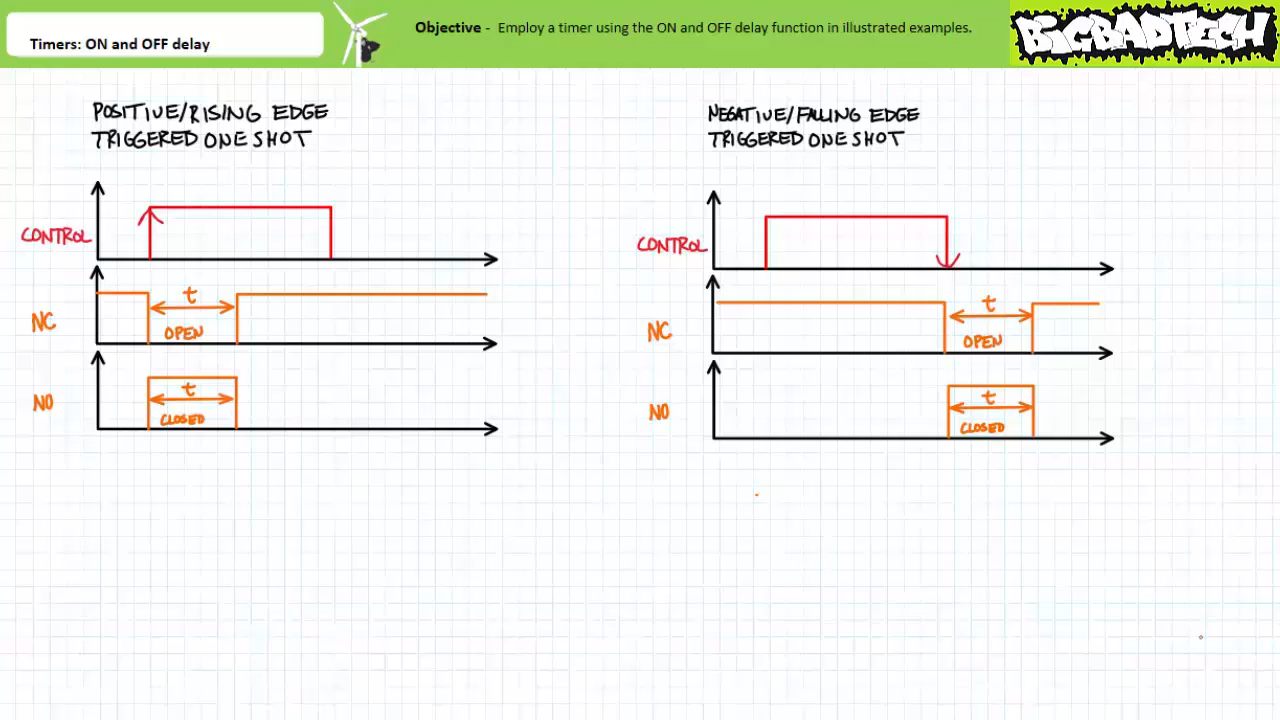 Timers: ON and OFF delay
Objective - Employ a timer using the ON and OFF delay function in illustrated examples.
BIGBADTECH
POSITIVE/RISING EDGE
TRIGGERED ONE SHOT
CONTROL
NC
t
OPEN
NO
t
CLOSED
NEGATIVE/FALLING EDGE
TRIGGERED ONE SHOT
CONTROL
NC
t
OPEN
NO
t
CLOSED